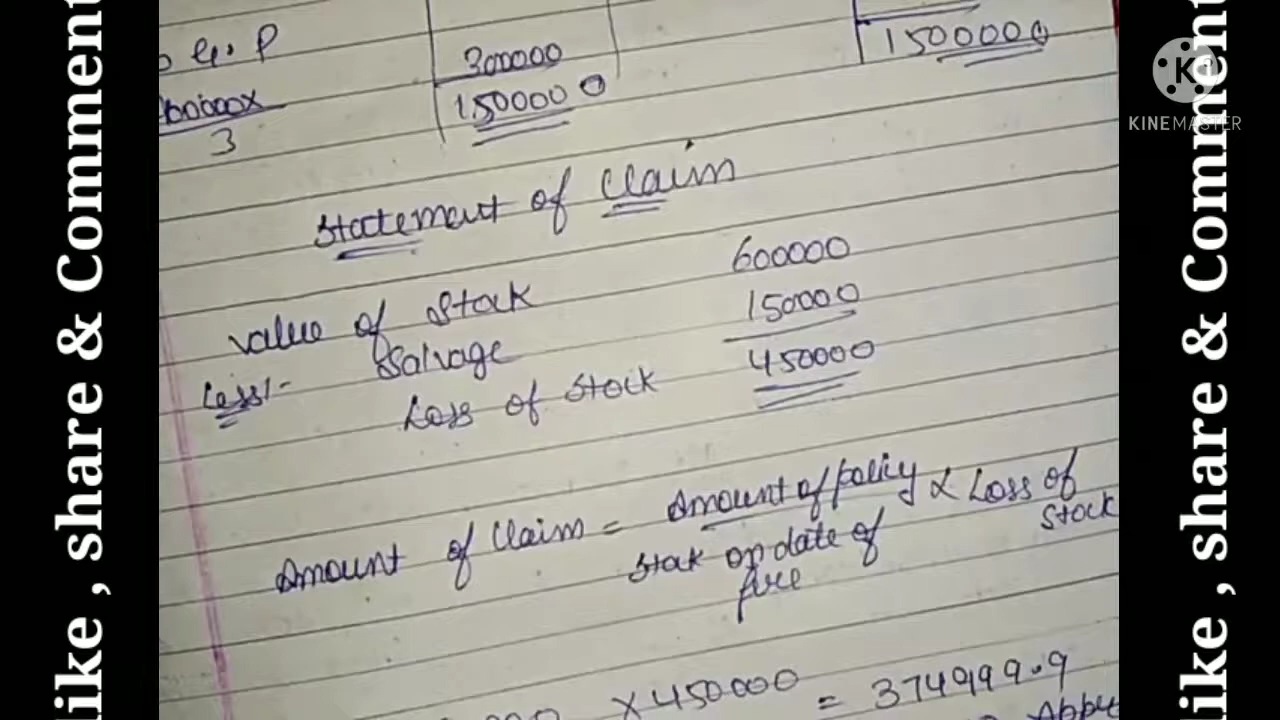 G. P 300000 1500000
3 1500000
Statement of Claim
Value of Stock 600000
Less:- Salvage 150000
Loss of Stock 450000
Amount of Claim = Amount of policy x Loss of Stock
Stock on date of fire
x 450000 = 374999.9
like , share & Comment
like , share & Comment
KINEMASTER